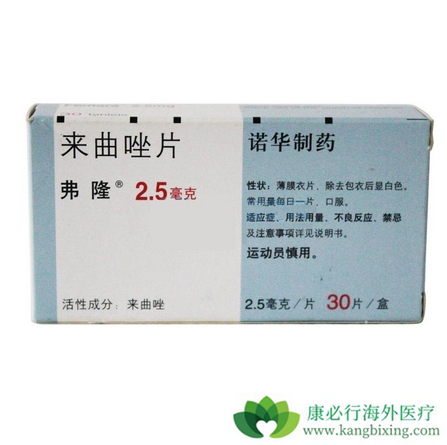 来曲唑片
弗隆® 2.5毫克
活性成分：来曲唑
诺华制药
性状：薄膜衣片，除去包衣后显白色。
常用量每日一片，口服。
适应症、用法用量、不良反应、禁忌
及注意事项详见说明书。
运动员慎用。
2.5毫克/片 30片/盒
康必行海外医疗
www.kangbixing.com